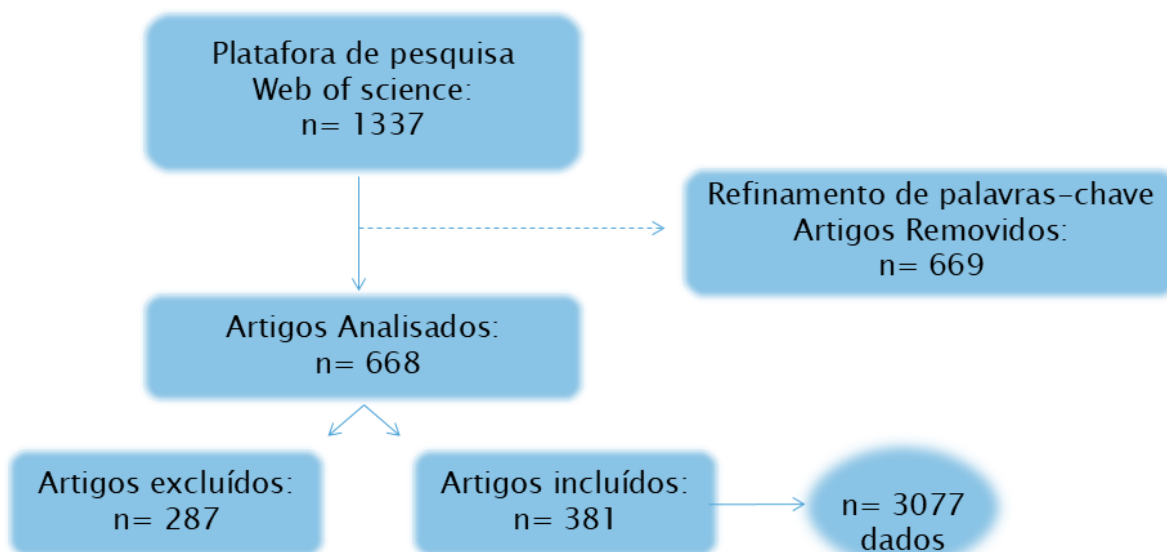 Platafora de pesquisa
Web of science:
n= 1337
Refinamento de palavras-chave
Artigos Removidos:
n= 669
Artigos Analisados:
n= 668
Artigos excluídos:
n= 287
Artigos incluídos:
n= 381
n= 3077
dados